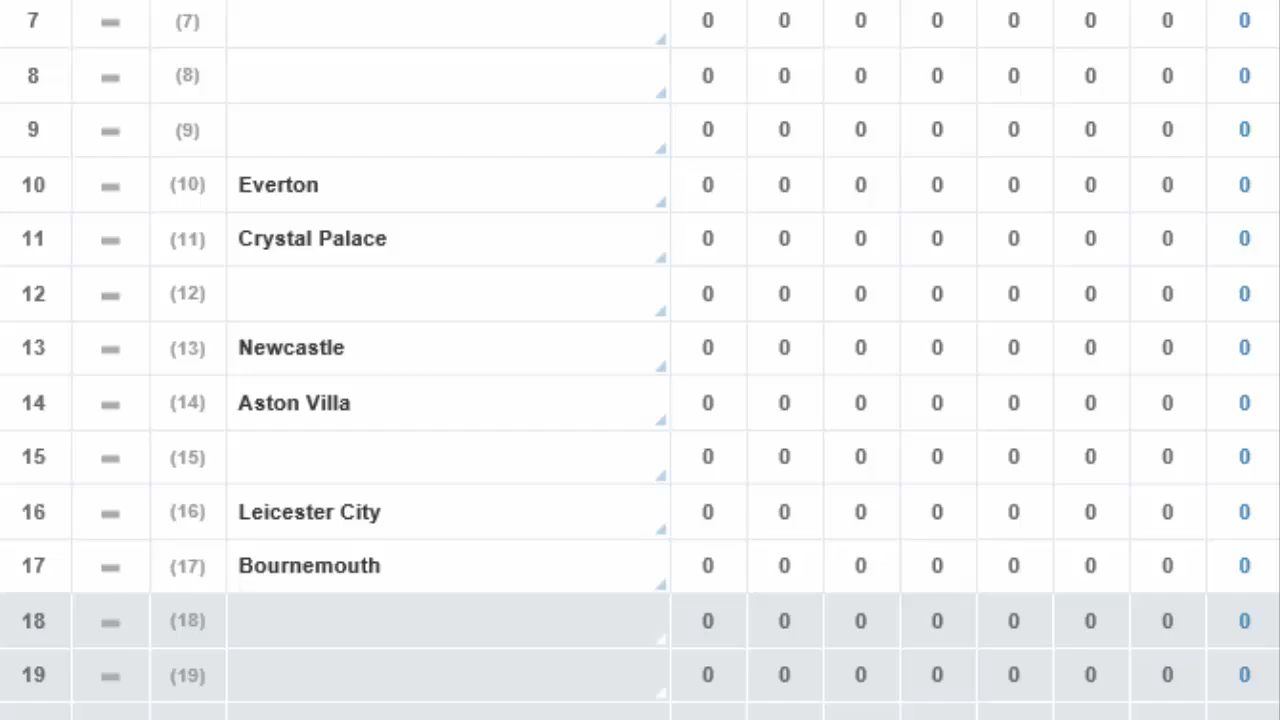 7 (7) 0 0 0 0 0 0 0 0
8 (8) 0 0 0 0 0 0 0 0
9 (9) 0 0 0 0 0 0 0 0
10 (10) Everton 0 0 0 0 0 0 0 0
11 (11) Crystal Palace 0 0 0 0 0 0 0 0
12 (12) 0 0 0 0 0 0 0 0
13 (13) Newcastle 0 0 0 0 0 0 0 0
14 (14) Aston Villa 0 0 0 0 0 0 0 0
15 (15) 0 0 0 0 0 0 0 0
16 (16) Leicester City 0 0 0 0 0 0 0 0
17 (17) Bournemouth 0 0 0 0 0 0 0 0
18 (18) 0 0 0 0 0 0 0 0
19 (19) 0 0 0 0 0 0 0 0